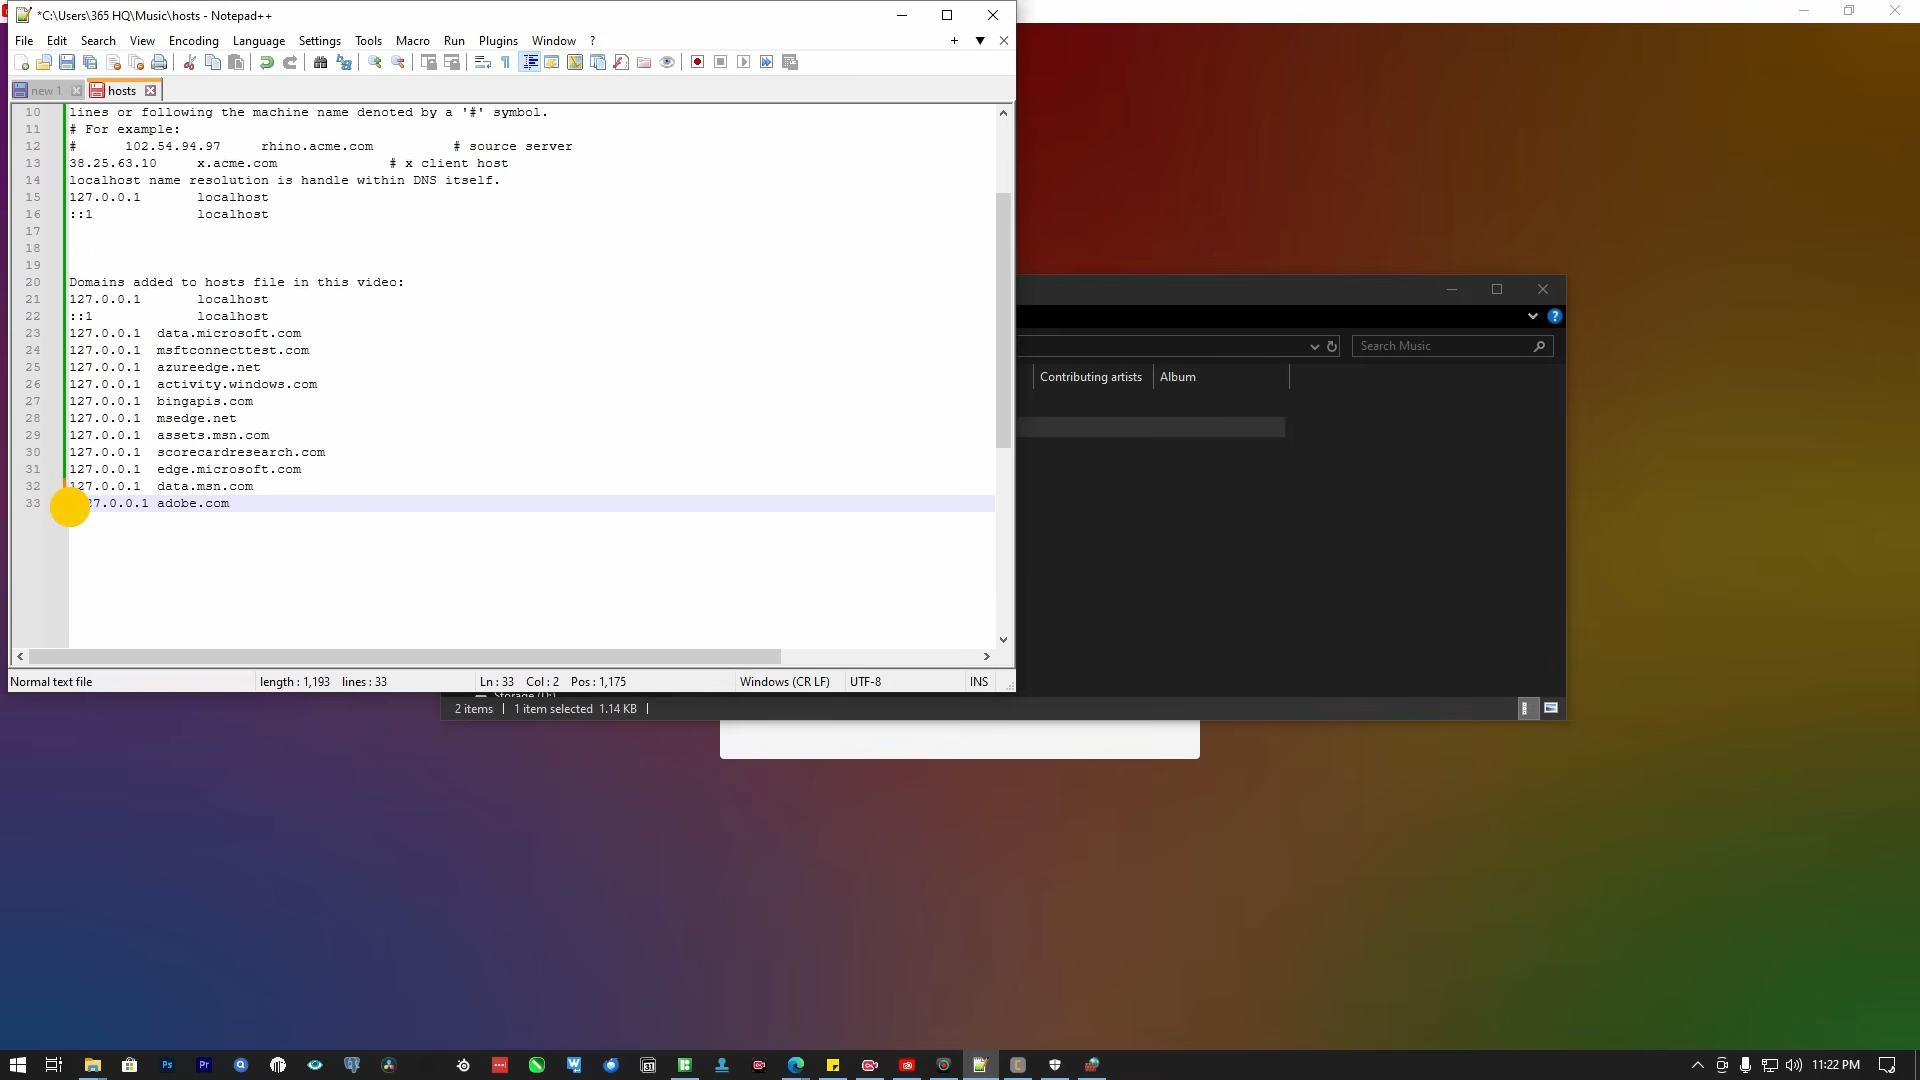 *C:\Users\365 HQ\Music\hosts - Notepad++
File Edit Search View Encoding Language Settings Tools Macro Run Plugins Window ?
new 1 hosts
10 lines or following the machine name denoted by a '#' symbol.
11 # For example:
12 # 102.54.94.97 rhino.acme.com # source server
13 38.25.63.10 x.acme.com # x client host
14 localhost name resolution is handle within DNS itself.
15 127.0.0.1 localhost
16 ::1 localhost
17
18
19
20 Domains added to hosts file in this video:
21 127.0.0.1 localhost
22 ::1 localhost
23 127.0.0.1 data.microsoft.com
24 127.0.0.1 msftconnecttest.com
25 127.0.0.1 azureedge.net
26 127.0.0.1 activity.windows.com
27 127.0.0.1 bingapis.com
28 127.0.0.1 msedge.net
29 127.0.0.1 assets.msn.com
30 127.0.0.1 scorecardresearch.com
31 127.0.0.1 edge.microsoft.com
32 127.0.0.1 data.msn.com
33 27.0.0.1 adobe.com
Normal text file length : 1,193 lines : 33 Ln : 33 Col : 2 Pos : 1,175 Windows (CR LF) UTF-8 INS
Search Music
Contributing artists Album
Storage (D:)
2 items 1 item selected 1.14 KB
Ps Pr 31 11:22 PM